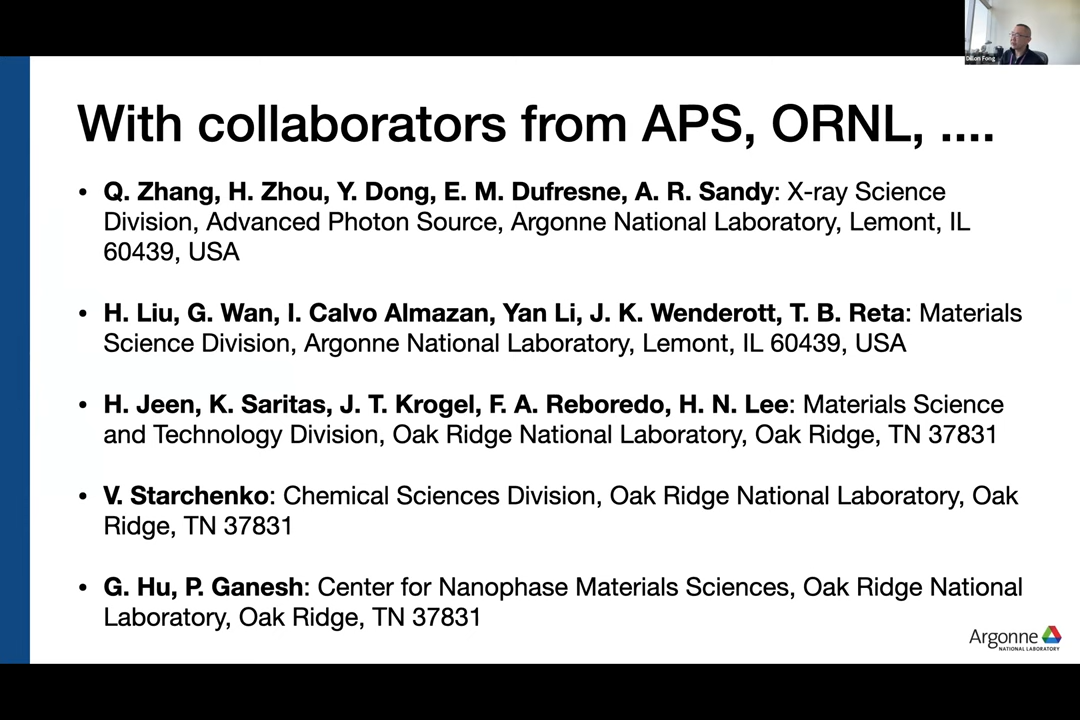 Dillon Fong
With collaborators from APS, ORNL, ....
• Q. Zhang, H. Zhou, Y. Dong, E. M. Dufresne, A. R. Sandy: X-ray Science
Division, Advanced Photon Source, Argonne National Laboratory, Lemont, IL
60439, USA
• H. Liu, G. Wan, I. Calvo Almazan, Yan Li, J. K. Wenderott, T. B. Reta: Materials
Science Division, Argonne National Laboratory, Lemont, IL 60439, USA
• H. Jeen, K. Saritas, J. T. Krogel, F. A. Reboredo, H. N. Lee: Materials Science
and Technology Division, Oak Ridge National Laboratory, Oak Ridge, TN 37831
• V. Starchenko: Chemical Sciences Division, Oak Ridge National Laboratory, Oak
Ridge, TN 37831
• G. Hu, P. Ganesh: Center for Nanophase Materials Sciences, Oak Ridge National
Laboratory, Oak Ridge, TN 37831
Argonne
NATIONAL LABORATORY